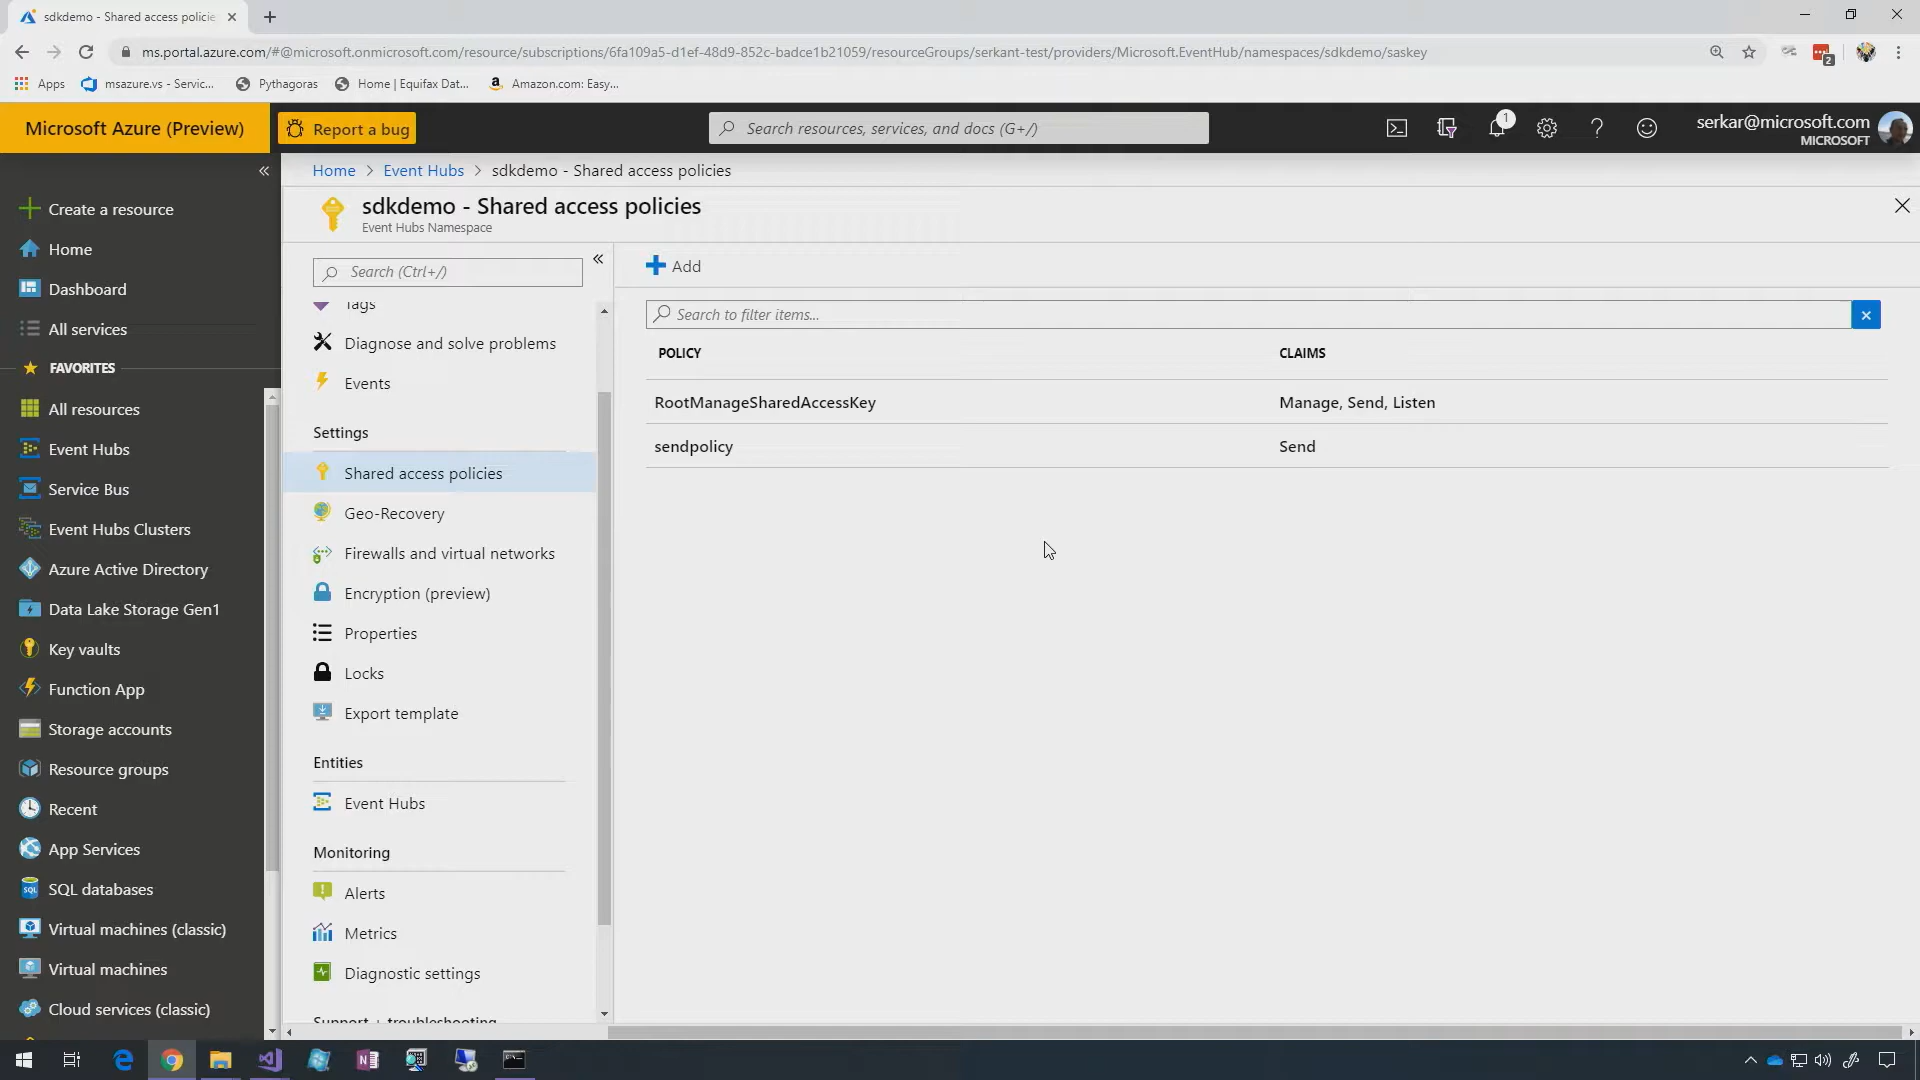 sdkdemo - Shared access policie
ms.portal.azure.com/#@microsoft.onmicrosoft.com/resource/subscriptions/6fa109a5-d1ef-48d9-852c-badce1b21059/resourceGroups/serkant-test/providers/Microsoft.EventHub/namespaces/sdkdemo/saskey
2
Apps
msazure.vs - Servic...
Pythagoras
Home | Equifax Dat...
Amazon.com: Easy...
Microsoft Azure (Preview)
Report a bug
Search resources, services, and docs (G+/)
1
serkar@microsoft.com
MICROSOFT
Home > Event Hubs > sdkdemo - Shared access policies
sdkdemo - Shared access policies
Event Hubs Namespace
Create a resource
Home
Dashboard
All services
FAVORITES
All resources
Event Hubs
Service Bus
Event Hubs Clusters
Azure Active Directory
Data Lake Storage Gen1
Key vaults
Function App
Storage accounts
Resource groups
Recent
App Services
SQL databases
Virtual machines (classic)
Virtual machines
Cloud services (classic)
Search (Ctrl+/)
Tags
Diagnose and solve problems
Events
Settings
Shared access policies
Geo-Recovery
Firewalls and virtual networks
Encryption (preview)
Properties
Locks
Export template
Entities
Event Hubs
Monitoring
Alerts
Metrics
Diagnostic settings
Support + troubleshooting
Add
Search to filter items...
POLICY CLAIMS
RootManageSharedAccessKey Manage, Send, Listen
sendpolicy Send